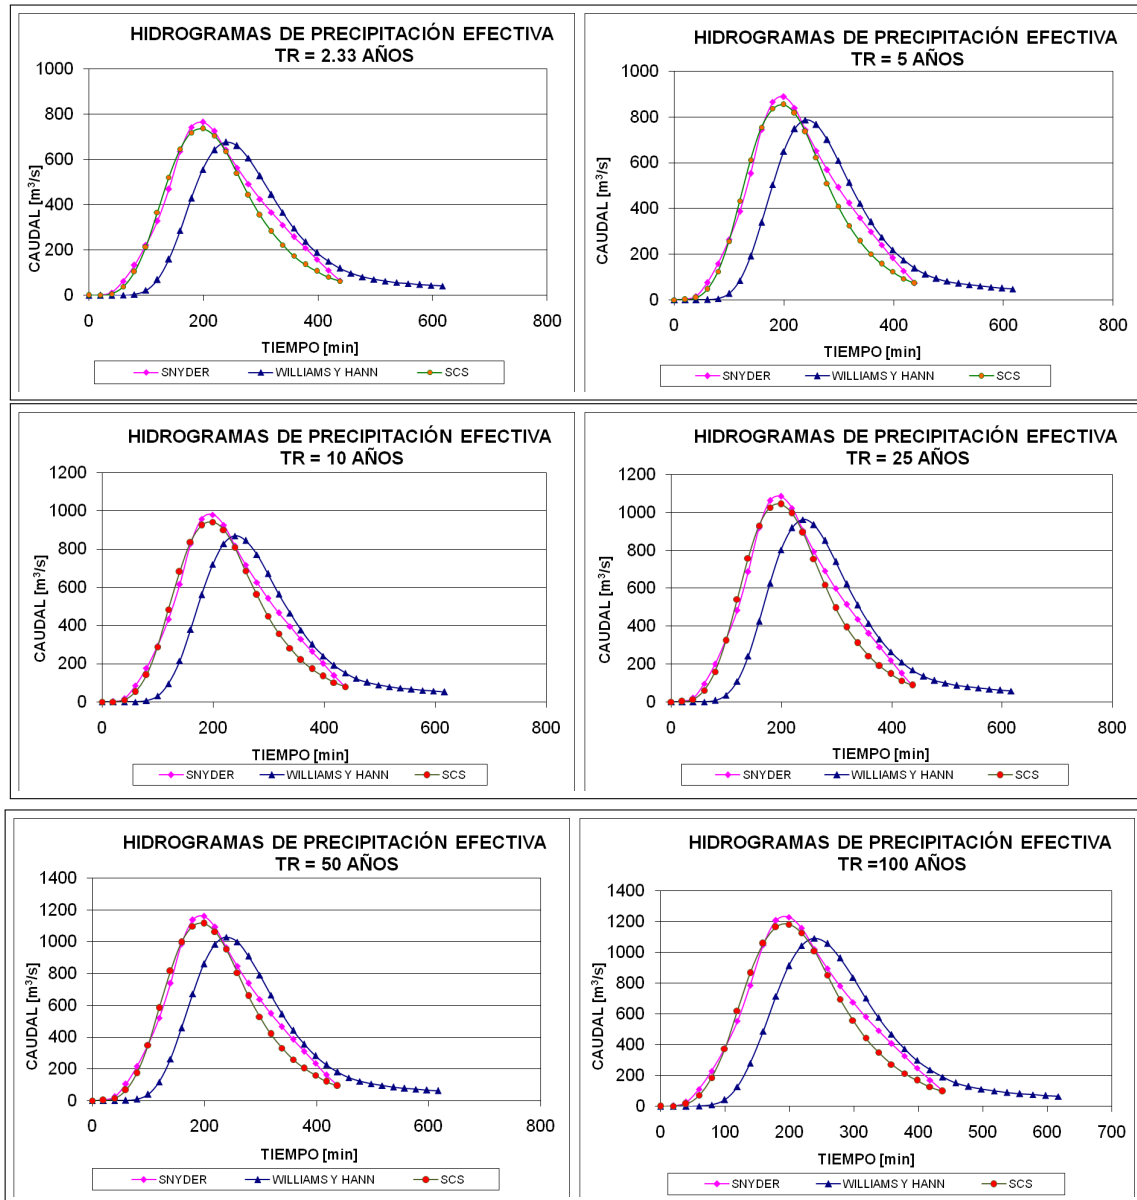 HIDROGRAMAS DE PRECIPITACIÓN EFECTIVA
TR = 2.33 AÑOS
1000
800
600
400
200
0
0 200 400 600 800
CAUDAL [m³/s]
TIEMPO [min]
SNYDER WILLIAMS Y HANN SCS
HIDROGRAMAS DE PRECIPITACIÓN EFECTIVA
TR = 5 AÑOS
1000
800
600
400
200
0
0 200 400 600 800
CAUDAL [m³/s]
TIEMPO [min]
SNYDER WILLIAMS Y HANN SCS
HIDROGRAMAS DE PRECIPITACIÓN EFECTIVA
TR = 10 AÑOS
1200
1000
800
600
400
200
0
0 200 400 600 800
CAUDAL [m³/s]
TIEMPO [min]
SNYDER WILLIAMS Y HANN SCS
HIDROGRAMAS DE PRECIPITACIÓN EFECTIVA
TR = 25 AÑOS
1200
1000
800
600
400
200
0
0 200 400 600 800
CAUDAL [m³/s]
TIEMPO [min]
SNYDER WILLIAMS Y HANN SCS
HIDROGRAMAS DE PRECIPITACIÓN EFECTIVA
TR = 50 AÑOS
1400
1200
1000
800
600
400
200
0
0 200 400 600 800
CAUDAL [m³/s]
TIEMPO [min]
SNYDER WILLIAMS Y HANN SCS
HIDROGRAMAS DE PRECIPITACIÓN EFECTIVA
TR =100 AÑOS
1400
1200
1000
800
600
400
200
0
0 100 200 300 400 500 600 700
CAUDAL [m³/s]
TIEMPO [min]
SNYDER WILLIAMS Y HANN SCS